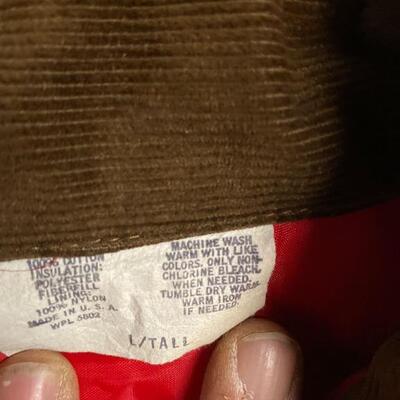 100% COTTON
INSULATION:
POLYESTER
FIBERFILL
LINING:
100% NYLON
MADE IN U.S.A.
WPL 5802
MACHINE WASH
WARM WITH LIKE
COLORS. ONLY NON-
CHLORINE BLEACH,
WHEN NEEDED.
TUMBLE DRY WARM.
WARM IRON
IF NEEDED.
L/TALL